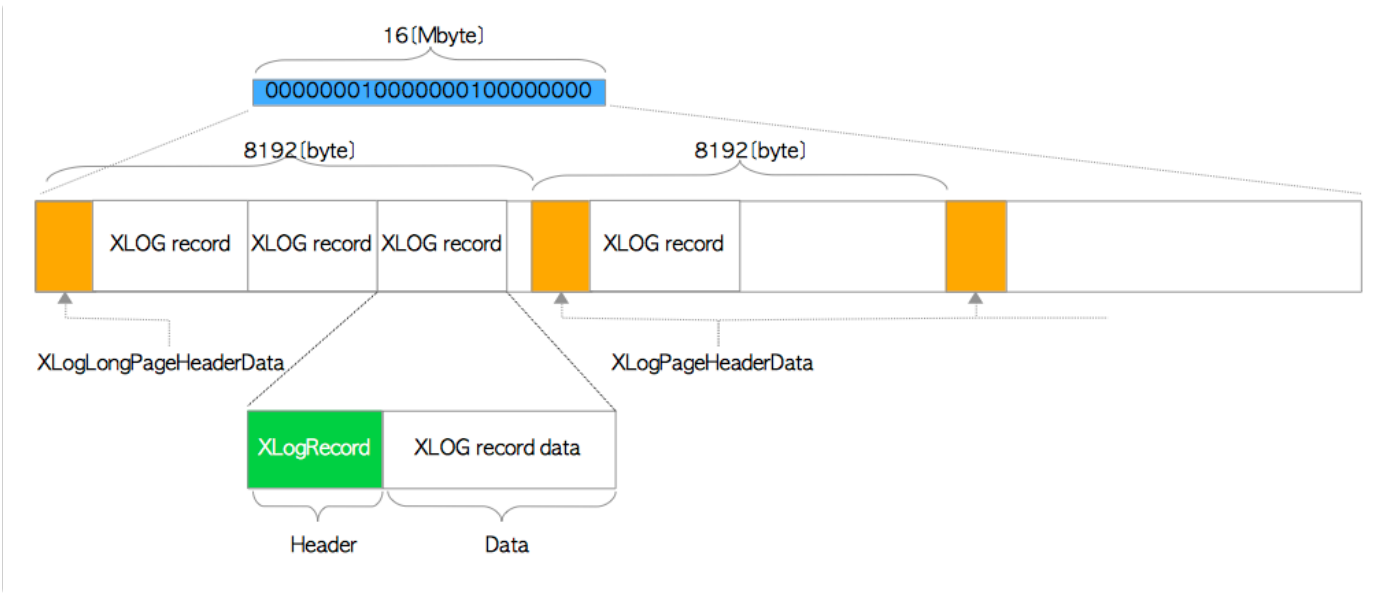 16[Mbyte]
000000010000000100000000
8192[byte]
8192[byte]
XLOG record
XLOG record
XLOG record
XLOG record
XLogLongPageHeaderData
XLogPageHeaderData
XLogRecord
XLOG record data
Header
Data